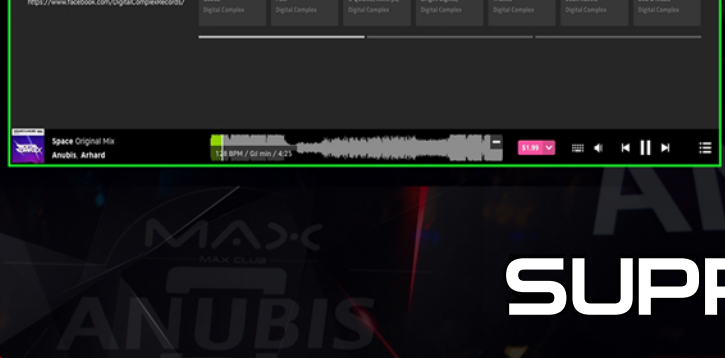 https://www.facebook.com/DigitalComplexRecords/
Digital Complex Digital Complex Digital Complex Digital Complex Digital Complex Digital Complex Digital Complex
Space Original Mix
Anubis, Arhard
128 BPM / G♯ min / 4:25
$1.99
MAX
MAX CLUB
ANUBIS
SUPP